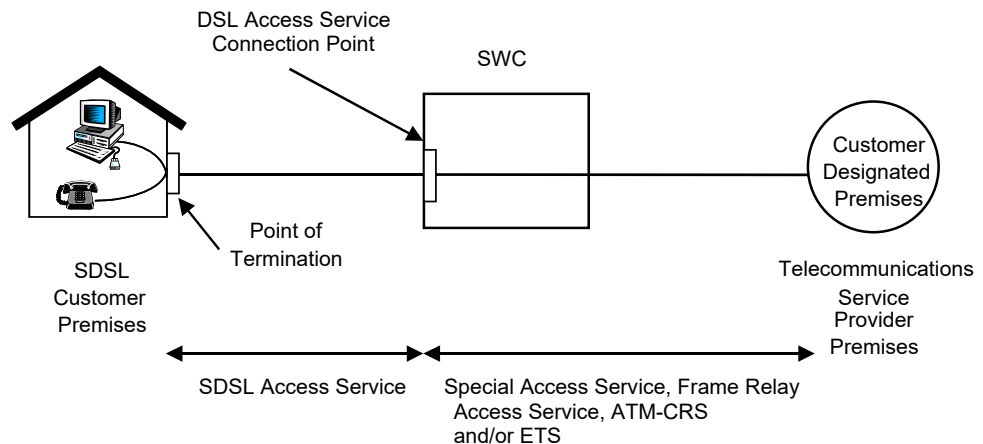 DSL Access Service
Connection Point
SWC
Customer
Designated
Premises
Point of
Termination
SDSL
Customer
Premises
Telecommunications
Service
Provider
Premises
SDSL Access Service
Special Access Service, Frame Relay
Access Service, ATM-CRS
and/or ETS